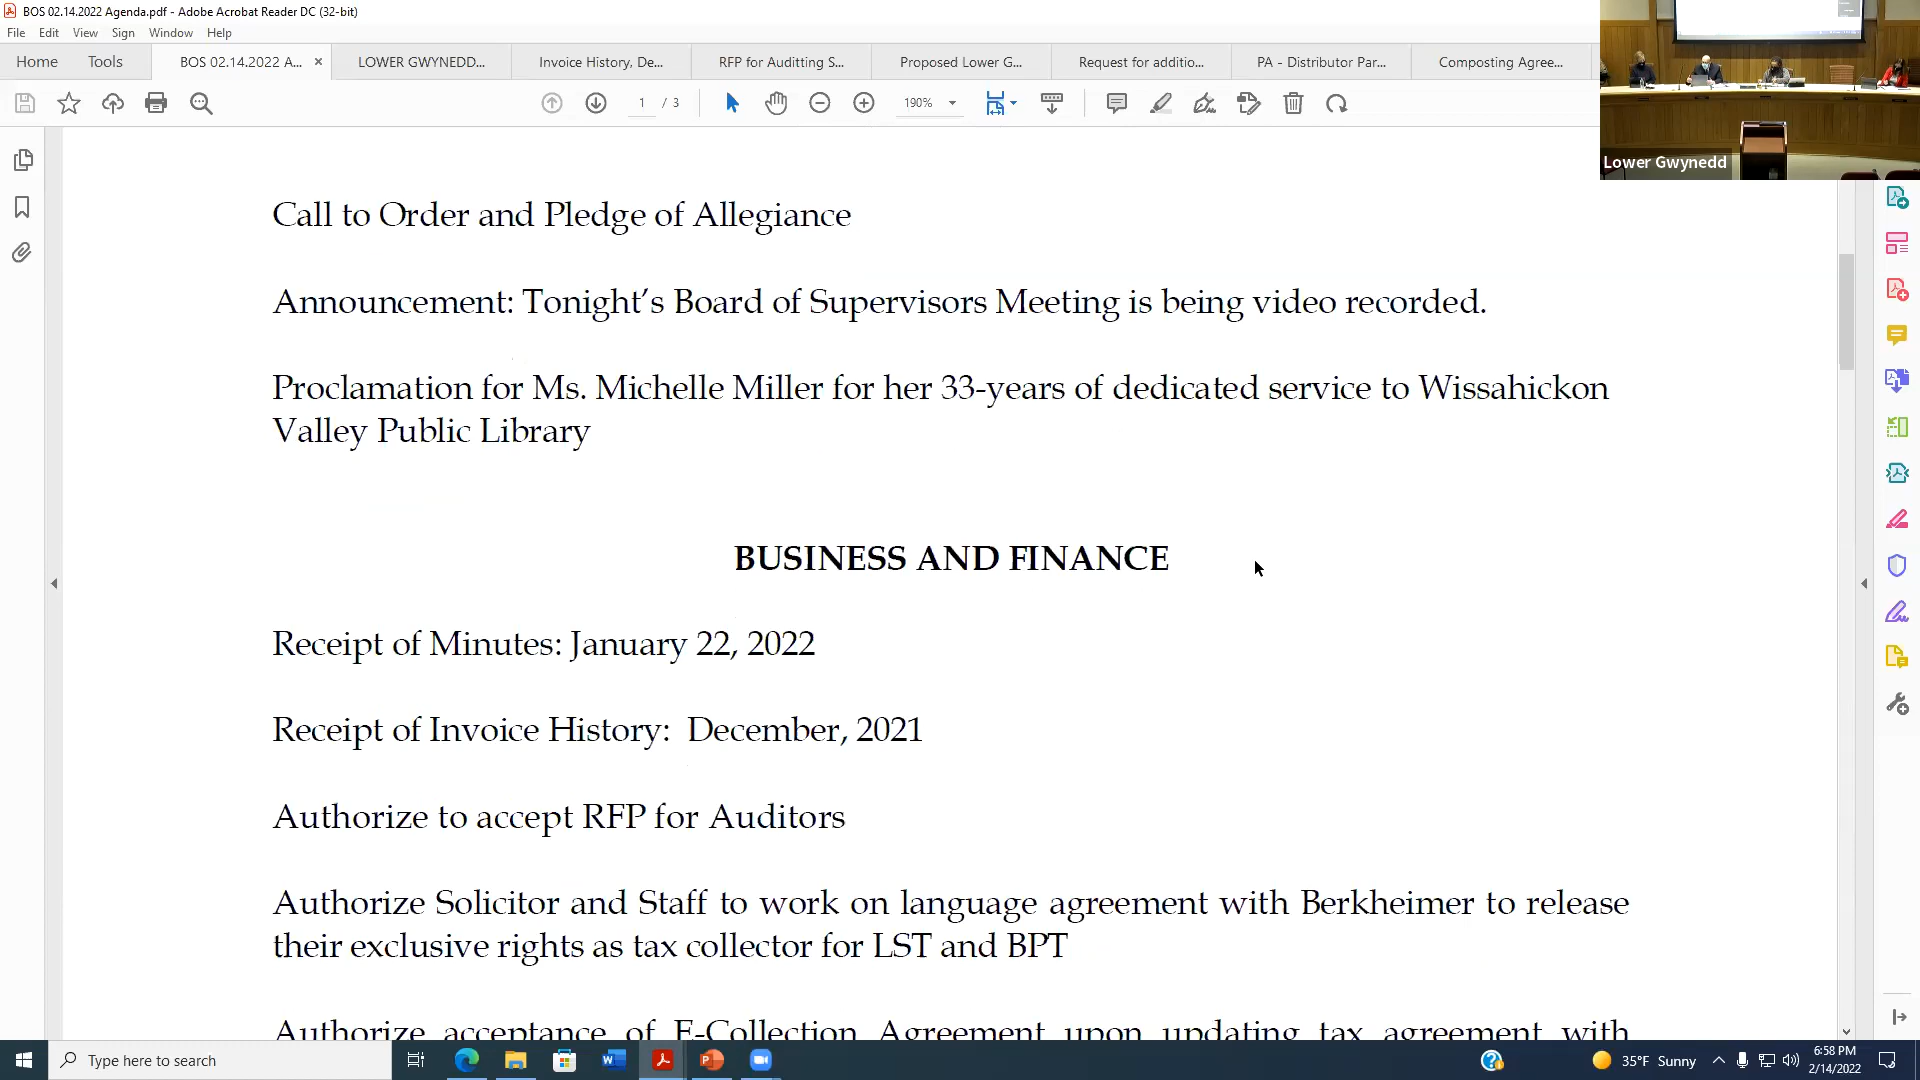 BOS 02.14.2022 Agenda.pdf - Adobe Acrobat Reader DC (32-bit)
File Edit View Sign Window Help
Home Tools BOS 02.14.2022 A... × LOWER GWYNEDD... Invoice History, De... RFP for Auditting S... Proposed Lower G... Request for additio... PA - Distributor Par... Composting Agree...
1 / 3 190%
Lower Gwynedd
Call to Order and Pledge of Allegiance
Announcement: Tonight's Board of Supervisors Meeting is being video recorded.
Proclamation for Ms. Michelle Miller for her 33-years of dedicated service to Wissahickon
Valley Public Library
BUSINESS AND FINANCE
Receipt of Minutes: January 22, 2022
Receipt of Invoice History: December, 2021
Authorize to accept RFP for Auditors
Authorize Solicitor and Staff to work on language agreement with Berkheimer to release
their exclusive rights as tax collector for LST and BPT
Authorize acceptance of E-Collection Agreement upon updating tax agreement with
Type here to search
35°F Sunny
6:58 PM
2/14/2022